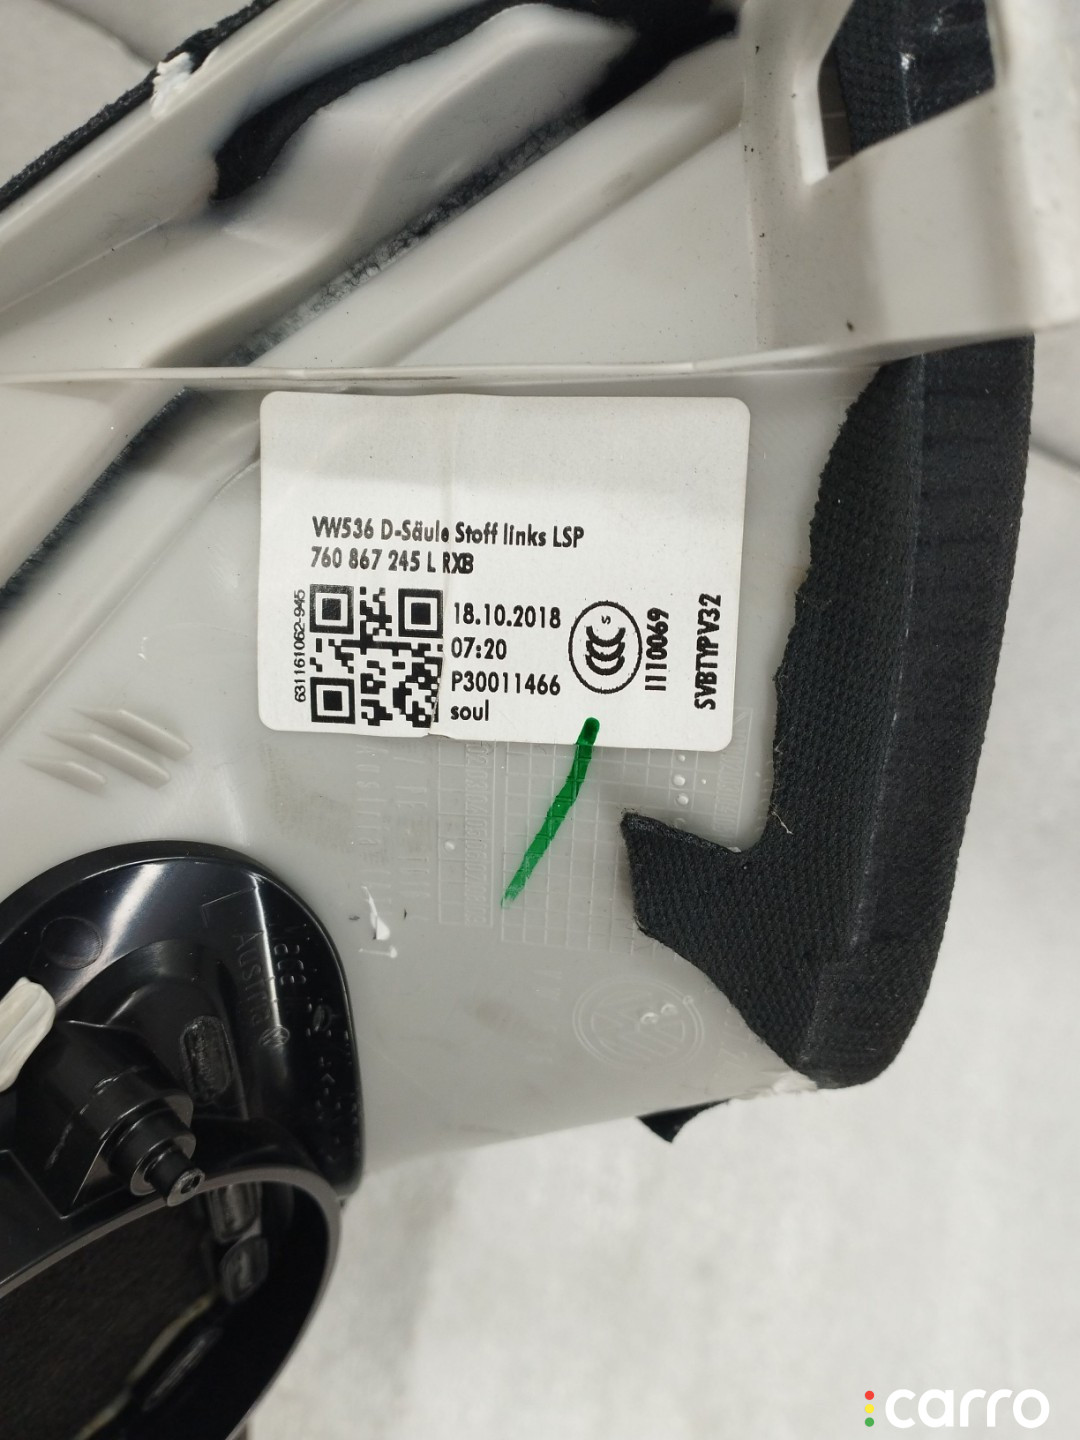 VW536 D-Säule Stoff links LSP
760 867 245 L RXB
631161062-945
18.10.2018
07:20
P30011466
soul
CCC S
1110069
SVBTYPV32
carro